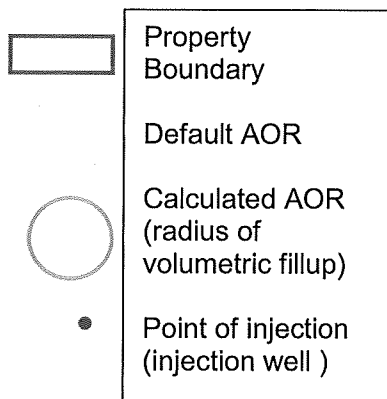 Property
Boundary
Default AOR
Calculated AOR
(radius of
volumetric fillup)
Point of injection
(injection well )